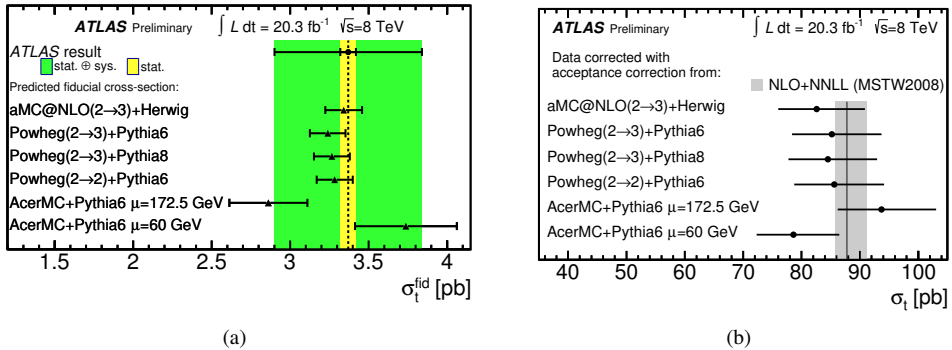 ATLAS Preliminary ∫ L dt = 20.3 fb⁻¹ √s=8 TeV
ATLAS result
stat. ⊕ sys. stat.
Predicted fiducial cross-section:
aMC@NLO(2→3)+Herwig
Powheg(2→3)+Pythia6
Powheg(2→3)+Pythia8
Powheg(2→2)+Pythia6
AcerMC+Pythia6 μ=172.5 GeV
AcerMC+Pythia6 μ=60 GeV
1.5 2 2.5 3 3.5 4
σ_t^fid [pb]
(a)
ATLAS Preliminary ∫ L dt = 20.3 fb⁻¹ √s=8 TeV
Data corrected with
acceptance correction from:
NLO+NNLL (MSTW2008)
aMC@NLO(2→3)+Herwig
Powheg(2→3)+Pythia6
Powheg(2→3)+Pythia8
Powheg(2→2)+Pythia6
AcerMC+Pythia6 μ=172.5 GeV
AcerMC+Pythia6 μ=60 GeV
40 50 60 70 80 90 100
σ_t [pb]
(b)